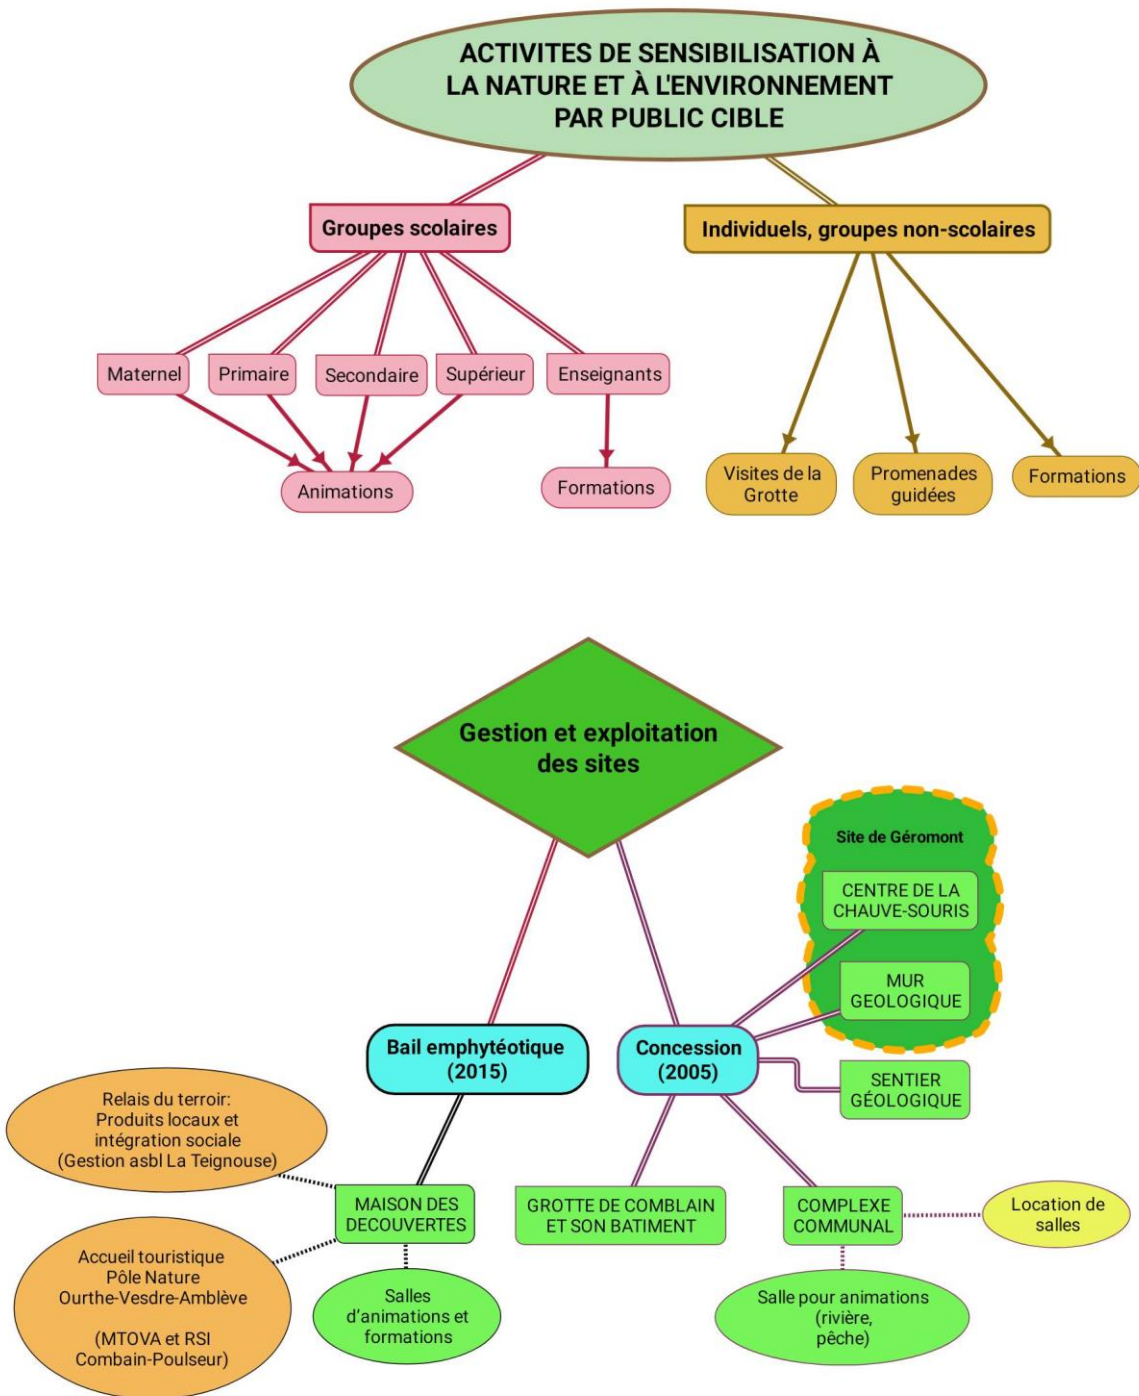 ACTIVITES DE SENSIBILISATION À
LA NATURE ET À L'ENVIRONNEMENT
PAR PUBLIC CIBLE
Groupes scolaires
Individuels, groupes non-scolaires
Maternel
Primaire
Secondaire
Supérieur
Enseignants
Animations
Formations
Visites de la
Grotte
Promenades
guidées
Formations
Gestion et exploitation
des sites
Site de Géromont
CENTRE DE LA
CHAUVE-SOURIS
MUR
GEOLOGIQUE
Bail emphytéotique
(2015)
Concession
(2005)
SENTIER
GÉOLOGIQUE
Relais du terroir:
Produits locaux et
intégration sociale
(Gestion asbl La Teignouse)
MAISON DES
DECOUVERTES
GROTTE DE COMBLAIN
ET SON BATIMENT
COMPLEXE
COMMUNAL
Location de
salles
Accueil touristique
Pôle Nature
Ourthe-Vesdre-Amblève
(MTOVA et RSI
Combain-Poulseur)
Salles
d’animations et
formations
Salle pour animations
(rivière,
pêche)